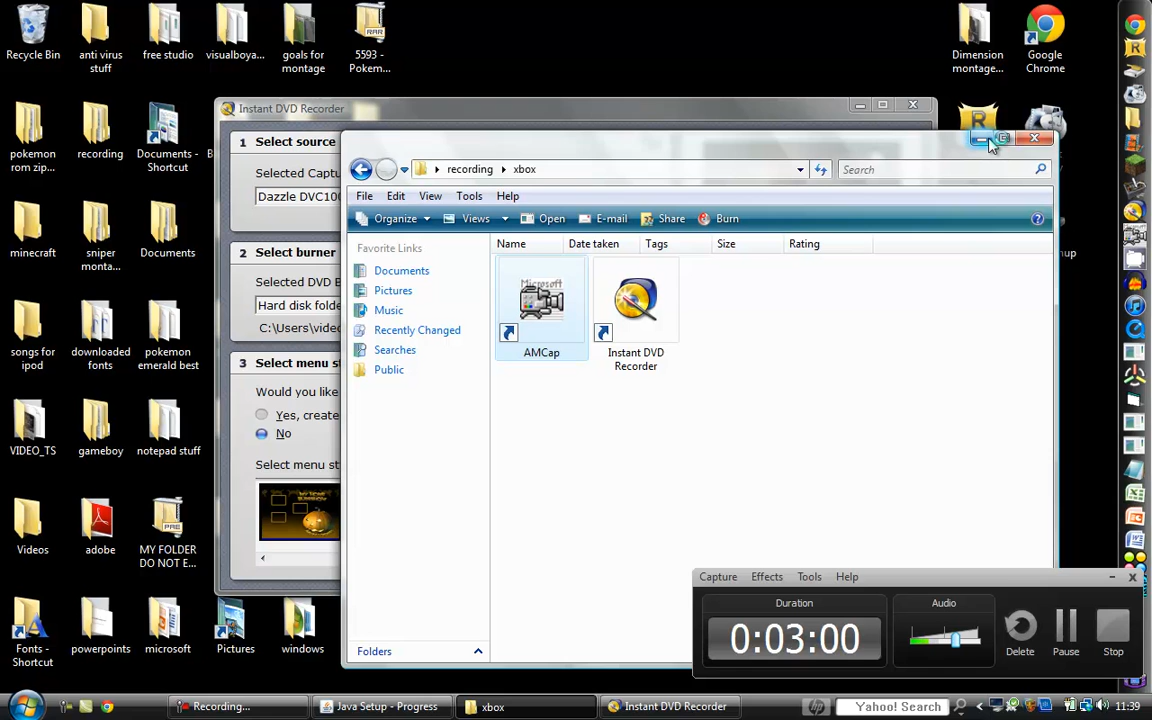 Recycle Bin
anti virus
stuff
free studio
visualboya...
goals for
montage
5593 -
Pokem...
Dimension
montage...
Google
Chrome
pokemon
rom zip...
recording
Documents -
Shortcut
minecraft
sniper
monta...
Documents
songs for
ipod
downloaded
fonts
pokemon
emerald best
VIDEO_TS
gameboy
notepad stuff
Videos
adobe
MY FOLDER
DO NOT E...
Fonts -
Shortcut
powerpoints
microsoft
Pictures
windows
Instant DVD Recorder
1 Select source
Selected Captu
Dazzle DVC100
2 Select burner
Selected DVD B
Hard disk folde
C:\Users\video
3 Select menu st
Would you like
Yes, create
No
Select menu st
recording
xbox
Search
File Edit View Tools Help
Organize Views Open E-mail Share Burn
Favorite Links
Documents
Pictures
Music
Recently Changed
Searches
Public
Folders
Name Date taken Tags Size Rating
Microsoft
AMCap
Instant DVD
Recorder
Capture Effects Tools Help
Duration
0:03:00
Audio
Delete
Pause
Stop
Recording...
Java Setup - Progress
xbox
Instant DVD Recorder
Yahoo! Search
11:39